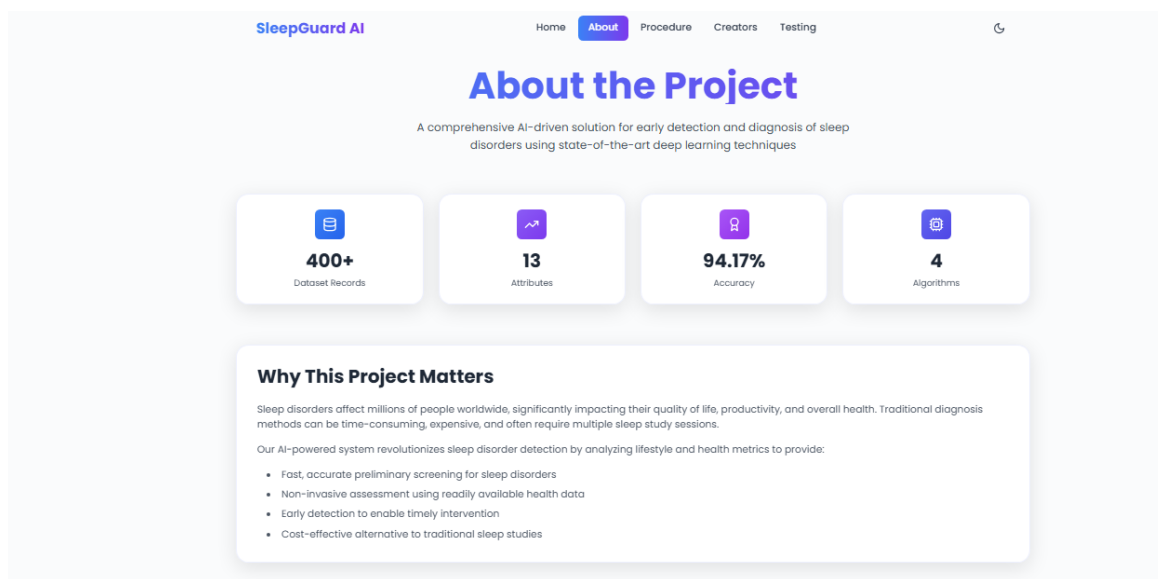 SleepGuard AI
Home
About
Procedure
Creators
Testing
About the Project
A comprehensive AI-driven solution for early detection and diagnosis of sleep
disorders using state-of-the-art deep learning techniques
400+
Dataset Records
13
Attributes
94.17%
Accuracy
4
Algorithms
Why This Project Matters
Sleep disorders affect millions of people worldwide, significantly impacting their quality of life, productivity, and overall health. Traditional diagnosis
methods can be time-consuming, expensive, and often require multiple sleep study sessions.
Our AI-powered system revolutionizes sleep disorder detection by analyzing lifestyle and health metrics to provide:
• Fast, accurate preliminary screening for sleep disorders
• Non-invasive assessment using readily available health data
• Early detection to enable timely intervention
• Cost-effective alternative to traditional sleep studies